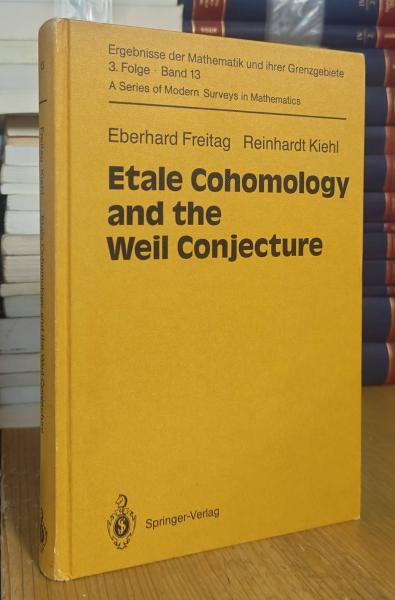 Ergebnisse der Mathematik und ihrer Grenzgebiete
3. Folge · Band 13
A Series of Modern Surveys in Mathematics
Eberhard Freitag Reinhardt Kiehl
Etale Cohomology
and the
Weil Conjecture
Springer-Verlag